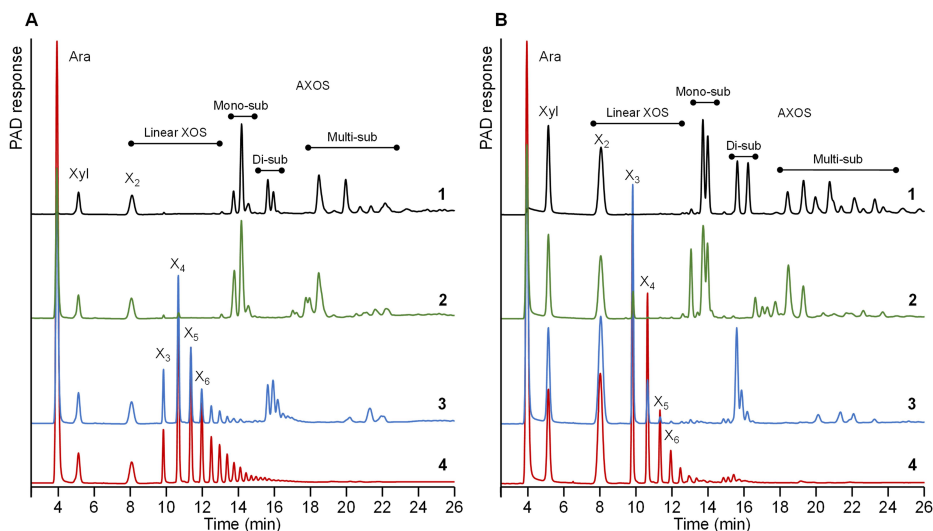 A
PAD response
Ara
AXOS
Mono-sub
Linear XOS
Multi-sub
Di-sub
Xyl
X2
1
X4
2
X5
X3
X6
3
4
4 6 8 10 12 14 16 18 20 22 24 26
Time (min)
B
PAD response
Ara
Mono-sub
Xyl
Linear XOS
AXOS
X2
Di-sub
Multi-sub
X3
1
X4
2
X5
X6
3
4
4 6 8 10 12 14 16 18 20 22 24 26
Time (min)